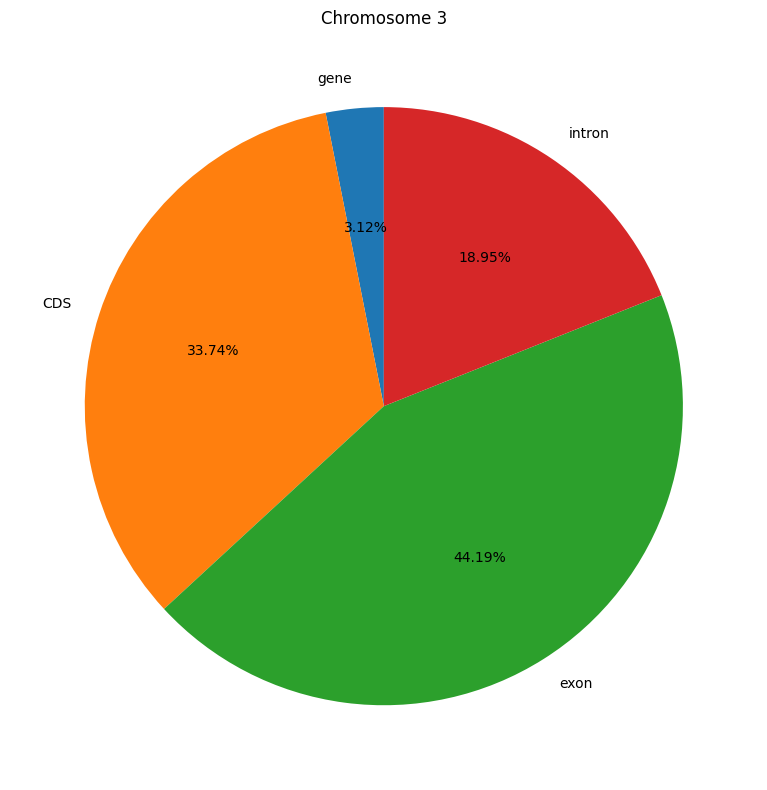 Chromosome 3
gene
intron
3.12%
18.95%
CDS
33.74%
44.19%
exon